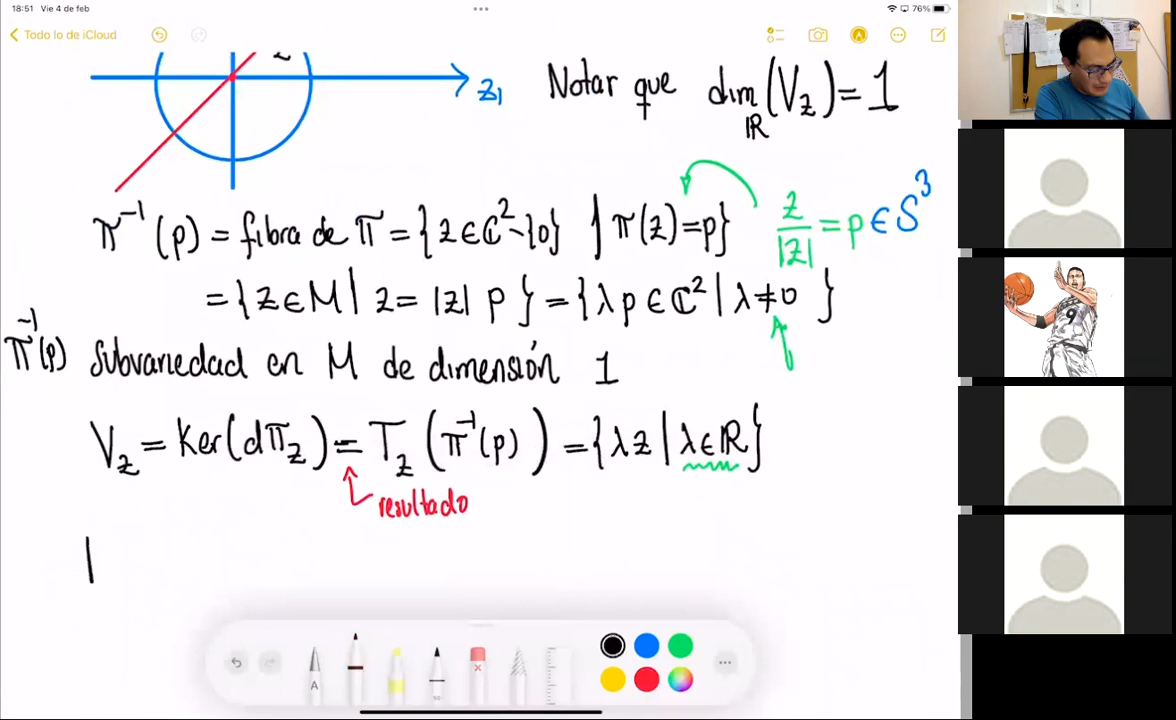 18:51 Vie 4 de feb
76%
Todo lo de iCloud
z₁
Notar que dim_ℝ(V_z) = 1
π⁻¹(p) = fibra de π = {z ∈ ℂ² - {0} | π(z) = p}
z/|z| = p ∈ S³
= {z ∈ M | z = |z| p } = {λp ∈ ℂ² | λ ≠ 0 }
π⁻¹(p) Subvariedad en M de dimensión 1
V_z = Ker(dπ_z) = T_z(π⁻¹(p)) = {λz | λ ∈ ℝ}
resultado
A
9